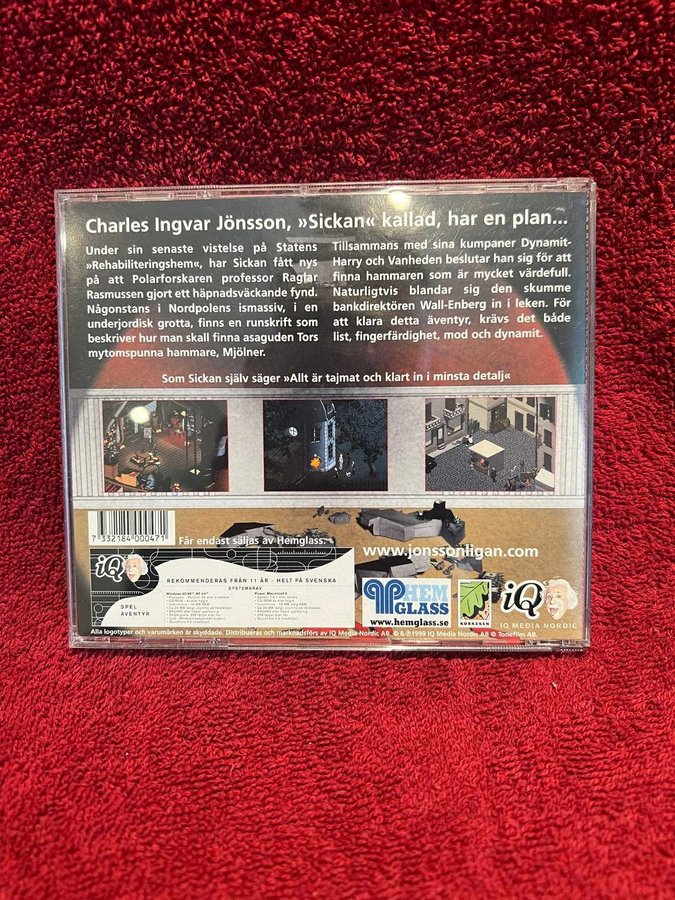 Charles Ingvar Jönsson, »Sickan« kallad, har en plan...
Under sin senaste vistelse på Statens
»Rehabiliteringshem«, har Sickan fått nys
på att Polarforskaren professor Raglar
Rasmussen gjort ett häpnadsväckande fynd.
Någonstans i Nordpolens ismassiv, i en
underjordisk grotta, finns en runskrift som
beskriver hur man skall finna asaguden Tors
mytomspunna hammare, Mjölner.
Tillsammans med sina kumpaner Dynamit-
Harry och Vanheden beslutar han sig för att
finna hammaren som är mycket värdefull.
Naturligtvis blandar sig den skumme
bankdirektören Wall-Enberg in i leken. För
att klara detta äventyr, krävs det både
list, fingerfärdighet, mod och dynamit.
Som Sickan själv säger »Allt är tajmat och klart in i minsta detalj«
7 332184 000471
Får endast säljas av Hemglass.
www.jonssonligan.com
iQ
REKOMMENDERAS FRÅN 11 ÅR - HELT PÅ SVENSKA
SYSTEMKRAV
SPEL
ÄVENTYR
HEM
GLASS
www.hemglass.se
KORKEKEN
iQ
IQ MEDIA NORDIC
Alla logotyper och varumärken är skyddade. Distribueras och marknadsförs av IQ Media Nordic AB. © & ℗1999 IQ Media Nordic AB © Tonefilm AB.